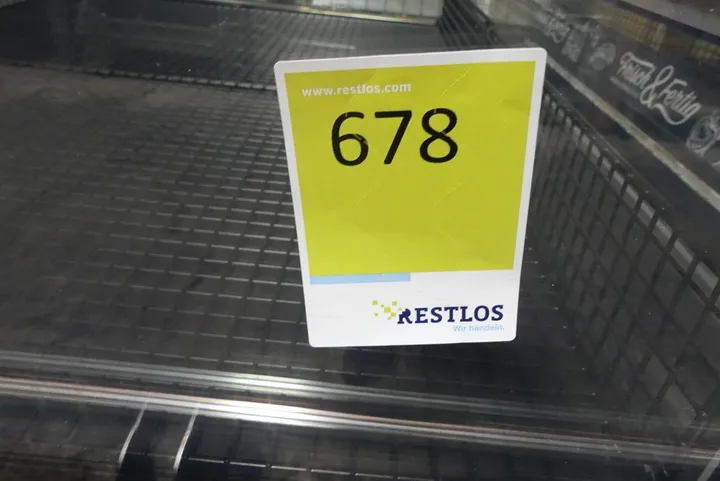 www.restlos.com
678
RESTLOS
Wir handeln.
Frisch & Fertig